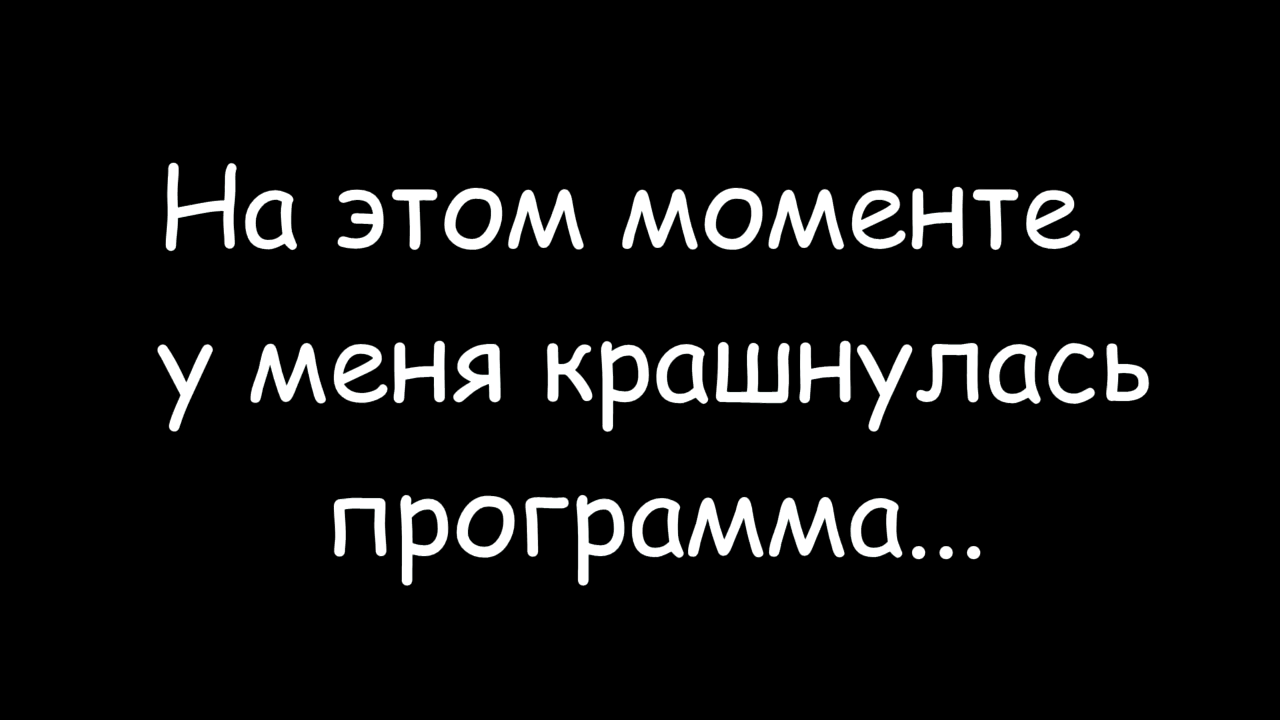 На этом моменте
у меня крашнулась
программа...